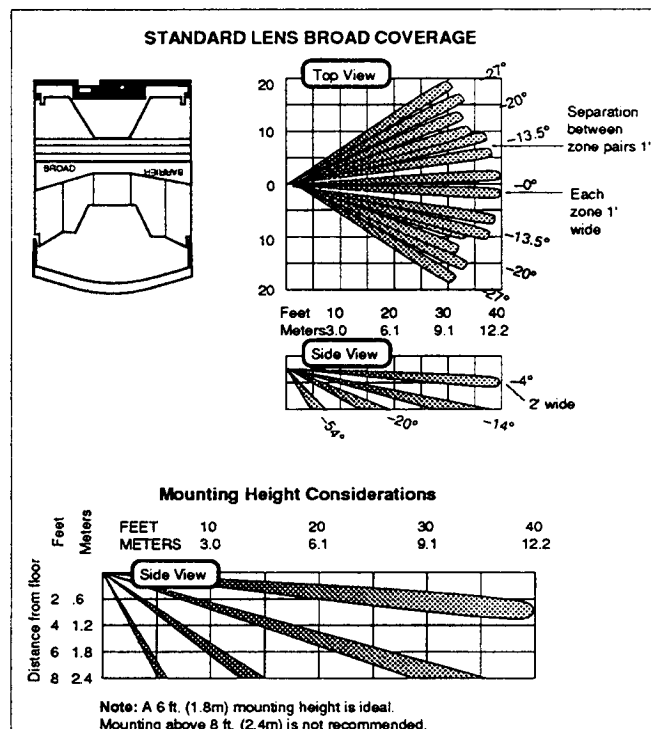 STANDARD LENS BROAD COVERAGE
BROAD
BARRIER
Top View
20
10
0
10
20
-27°
-20°
-13.5°
-0°
-13.5°
-20°
-27°
Separation
between
zone pairs 1'
Each
zone 1'
wide
Feet 10 20 30 40
Meters 3.0 6.1 9.1 12.2
Side View
-4°
2' wide
-54°
-20°
-14°
Mounting Height Considerations
FEET 10 20 30 40
METERS 3.0 6.1 9.1 12.2
Feet
Meters
Side View
Distance from floor
2 .6
4 1.2
6 1.8
8 2.4
Note: A 6 ft. (1.8m) mounting height is ideal.
Mounting above 8 ft. (2.4m) is not recommended.